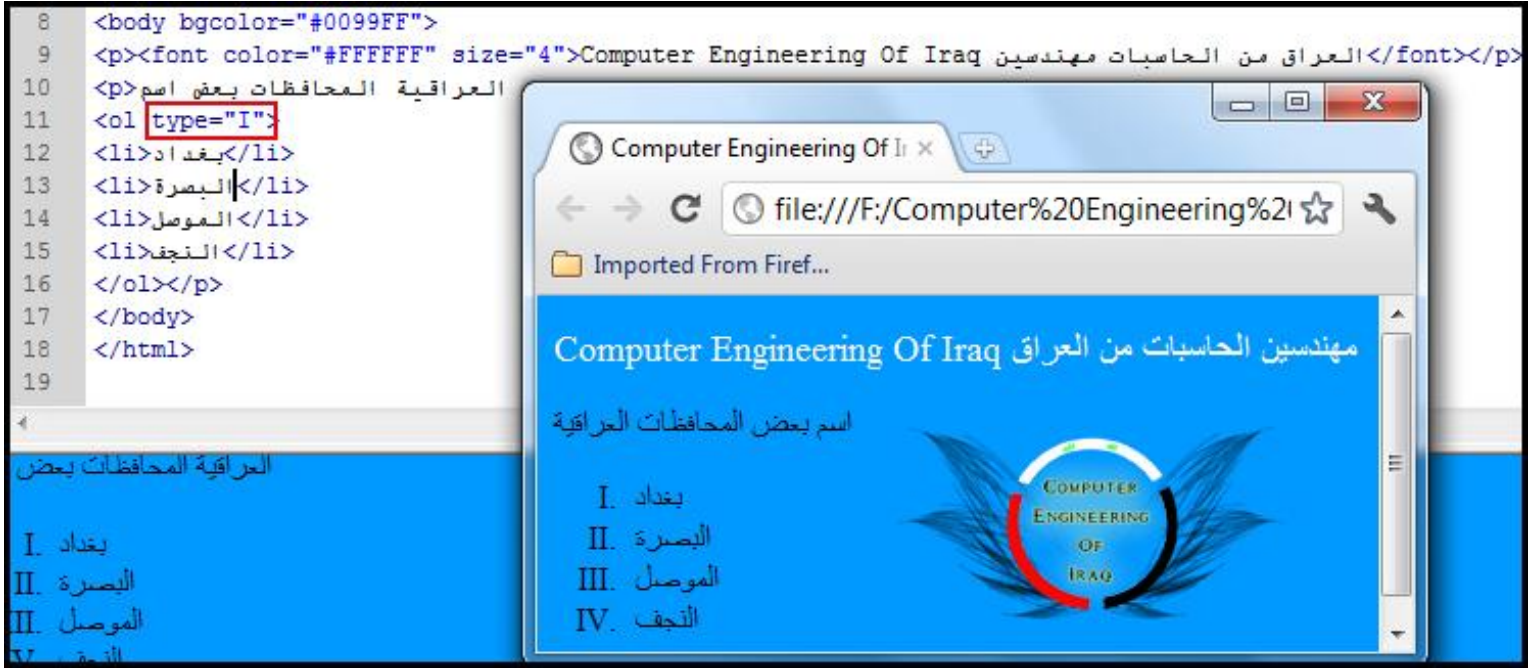 8 <body bgcolor="#0099FF">
9 <p><font color="#FFFFFF" size="4">Computer Engineering Of Iraq العراق من الحاسبات مهندسين</font></p>
10 <p>العراقية المحافظات بعض اسم
11 <ol type="I">
12 <li>بغداد</li>
13 <li>البصرة</li>
14 <li>الموصل</li>
15 <li>النجف</li>
16 </ol></p>
17 </body>
18 </html>
19
العراقية المحافظات بعض
I. بغداد
II. البصرة
III. الموصل
النجف
Computer Engineering Of
file:///F:/Computer%20Engineering%2
Imported From Firef...
Computer Engineering Of Iraq مهندسين الحاسبات من العراق
اسم بعض المحافظات العراقية
I. بغداد
II. البصرة
III. الموصل
IV. النجف
COMPUTER
ENGINEERING
OF
IRAQ